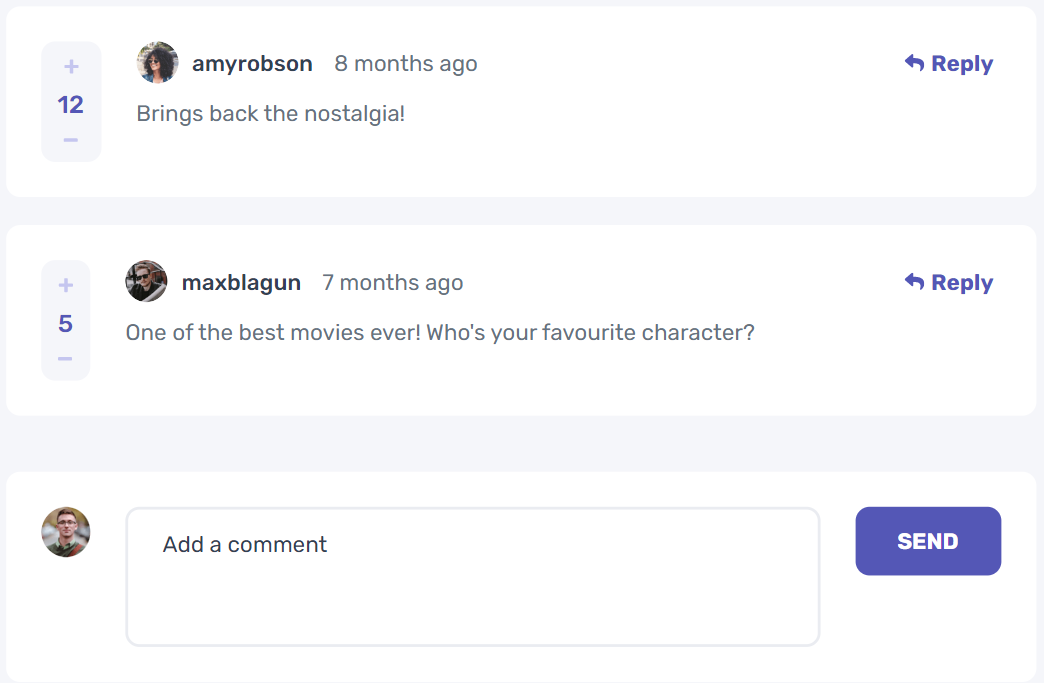 +
amyrobson 8 months ago Reply
12
Brings back the nostalgia!
−
+
maxblagun 7 months ago Reply
5
One of the best movies ever! Who's your favourite character?
−
Add a comment
SEND